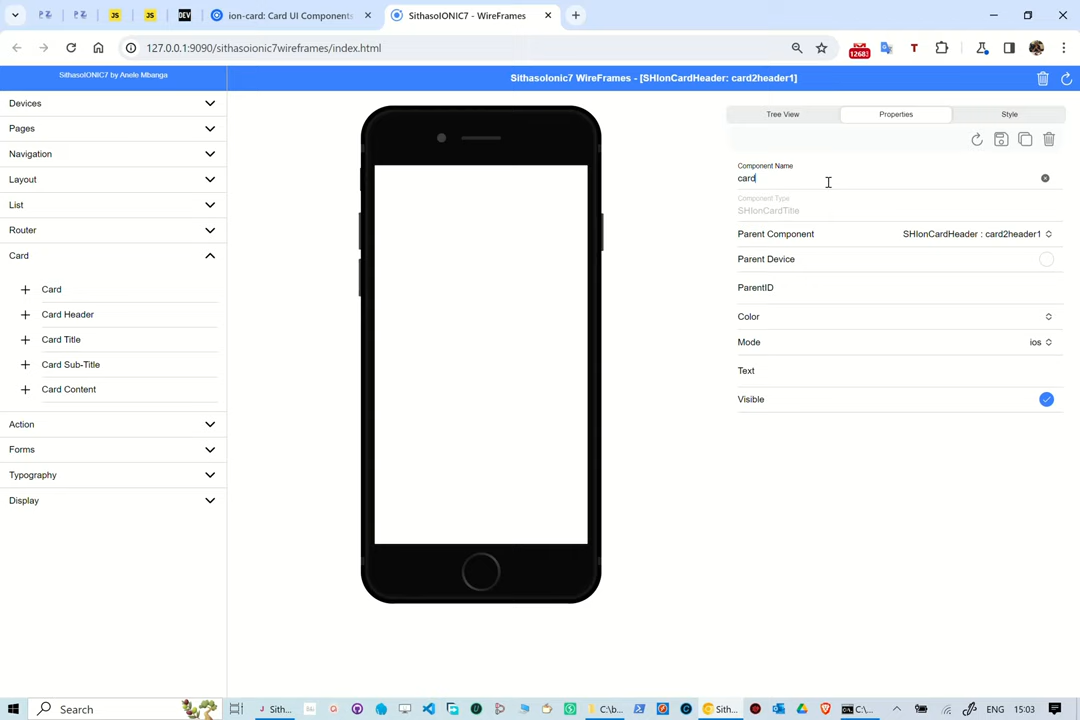 ion-card: Card UI Components
SithasoIONIC7 - WireFrames
127.0.0.1:9090/sithasoionic7wireframes/index.html
12683
SithasoIONIC7 by Anele Mbanga
SithasoIonic7 WireFrames - [SHIonCardHeader: card2header1]
Devices
Pages
Navigation
Layout
List
Router
Card
Card
Card Header
Card Title
Card Sub-Title
Card Content
Action
Forms
Typography
Display
Tree View
Properties
Style
Component Name
card
Component Type
SHIonCardTitle
Parent Component
SHIonCardHeader : card2header1
Parent Device
ParentID
Color
Mode
ios
Text
Visible
Search
Sith...
C:\b...
Sith...
C:\...
ENG
15:03